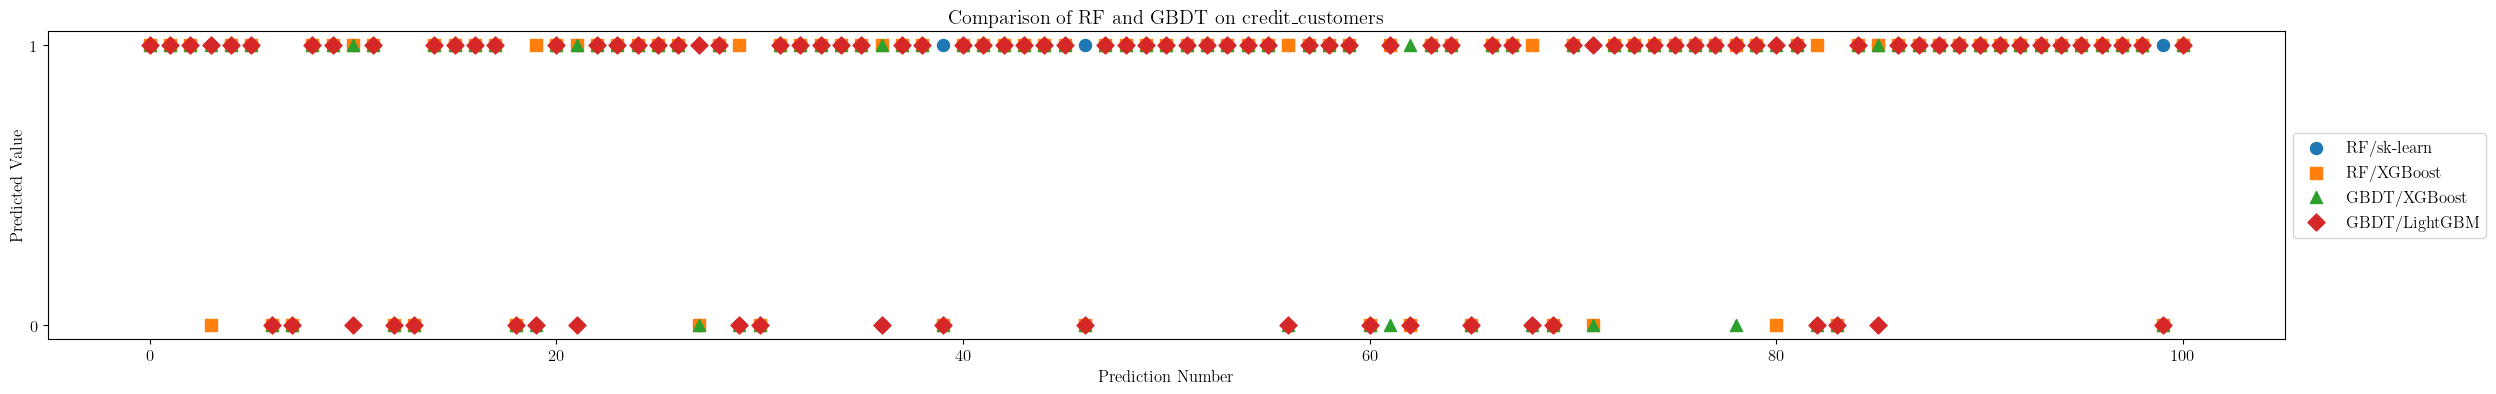 Comparison of RF and GBDT on credit_customers
Predicted Value
1
0
0
20
40
60
80
100
Prediction Number
RF/sk-learn
RF/XGBoost
GBDT/XGBoost
GBDT/LightGBM